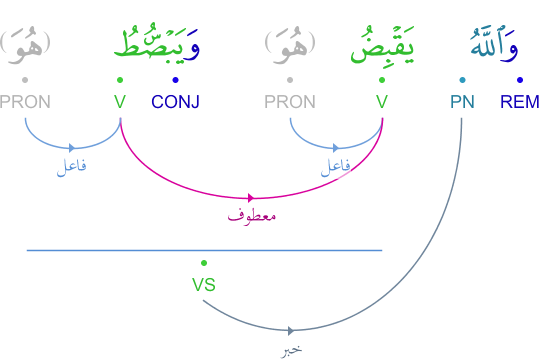 وَٱللَّهُ يَقْبِضُ (هُوَ) وَيَبْصُۜطُ (هُوَ)
REM PN V PRON CONJ V PRON
فاعل فاعل
معطوف
VS
خبر